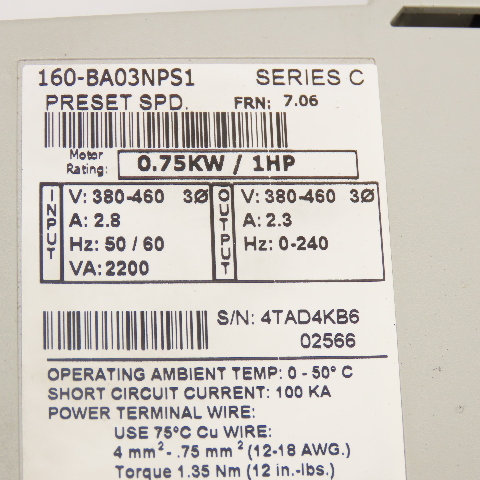 160-BA03NPS1 SERIES C
PRESET SPD. FRN: 7.06
Motor Rating: 0.75KW / 1HP
INPUT
V: 380-460 3Ø
A: 2.8
Hz: 50 / 60
VA: 2200
OUTPUT
V: 380-460 3Ø
A: 2.3
Hz: 0-240
S/N: 4TAD4KB6
02566
OPERATING AMBIENT TEMP: 0 - 50° C
SHORT CIRCUIT CURRENT: 100 KA
POWER TERMINAL WIRE:
USE 75°C Cu WIRE:
4 mm²- .75 mm² (12-18 AWG.)
Torque 1.35 Nm (12 in.-lbs.)